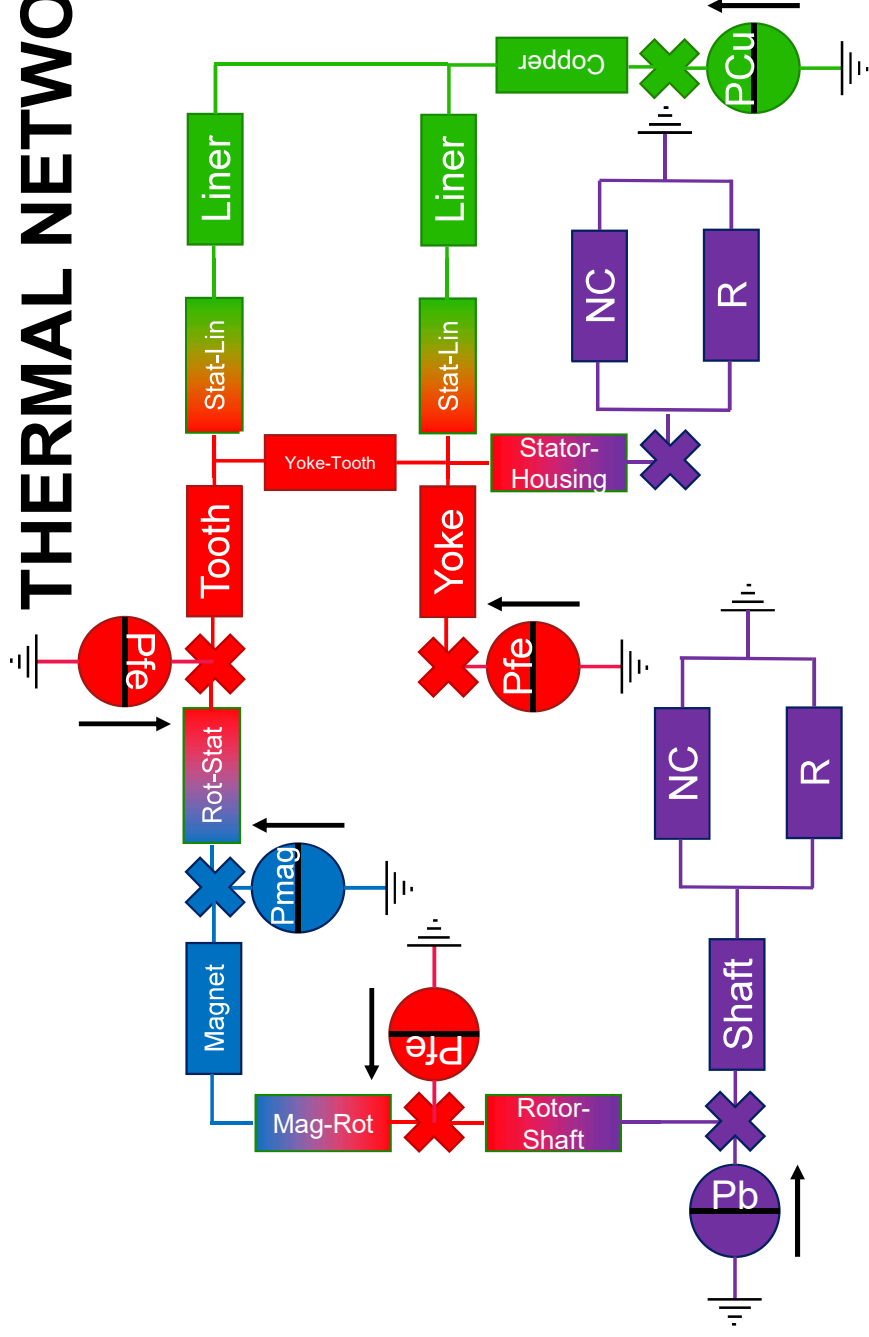 THERMAL NETWO
PCu
Copper
Liner
Liner
NC
R
Stat-Lin
Stat-Lin
Yoke-Tooth
Stator-
Housing
Tooth
Yoke
Pfe
Pfe
Rot-Stat
NC
R
Pmag
Magnet
Pfe
Shaft
Mag-Rot
Rotor-
Shaft
Pb